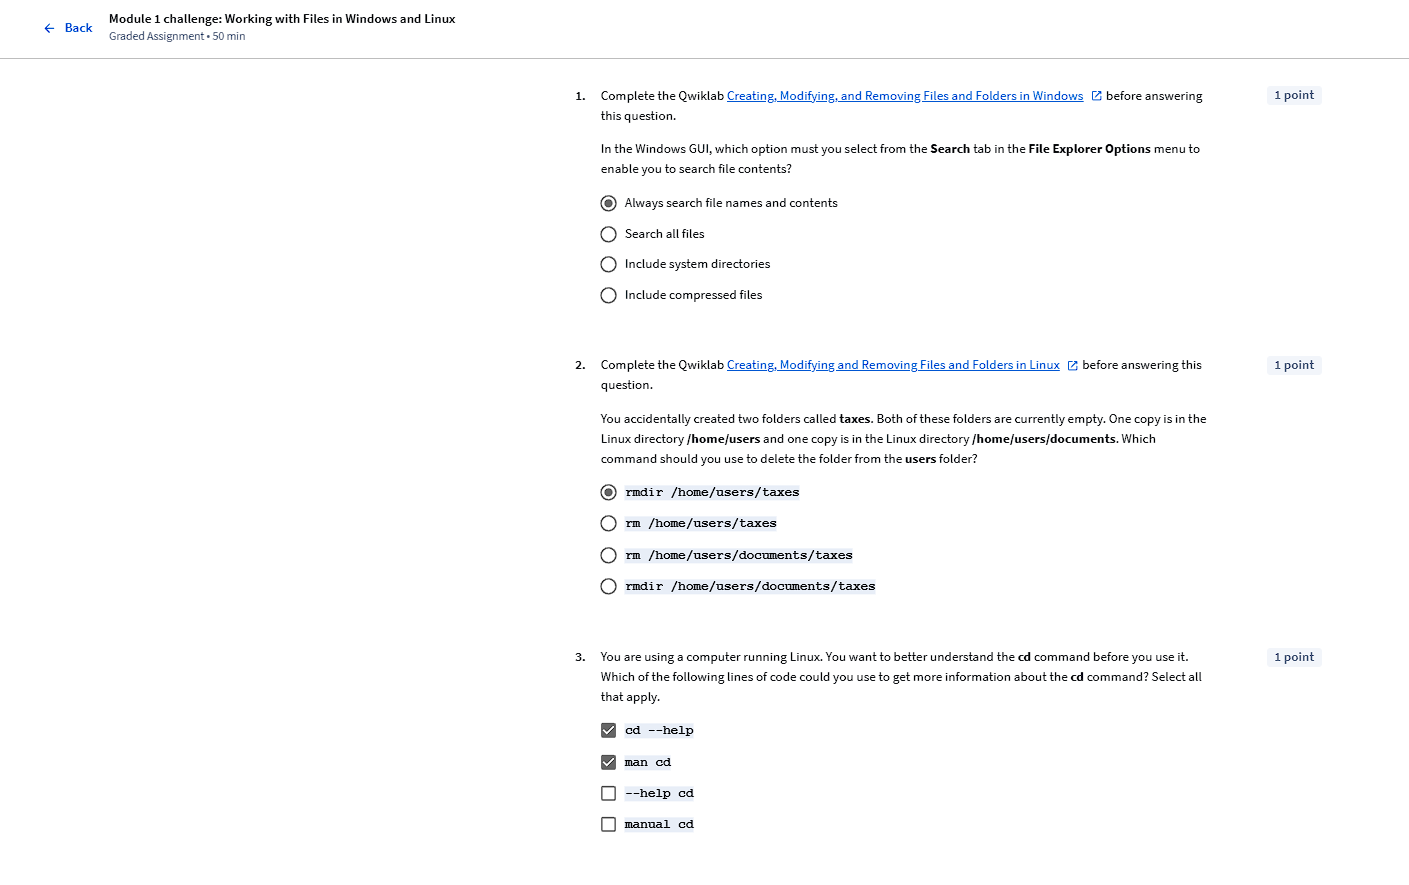 Back
Module 1 challenge: Working with Files in Windows and Linux
Graded Assignment • 50 min
1. Complete the Qwiklab Creating, Modifying, and Removing Files and Folders in Windows before answering
this question.
1 point
In the Windows GUI, which option must you select from the Search tab in the File Explorer Options menu to
enable you to search file contents?
Always search file names and contents
Search all files
Include system directories
Include compressed files
2. Complete the Qwiklab Creating, Modifying and Removing Files and Folders in Linux before answering this
question.
1 point
You accidentally created two folders called taxes. Both of these folders are currently empty. One copy is in the
Linux directory /home/users and one copy is in the Linux directory /home/users/documents. Which
command should you use to delete the folder from the users folder?
rmdir /home/users/taxes
rm /home/users/taxes
rm /home/users/documents/taxes
rmdir /home/users/documents/taxes
3. You are using a computer running Linux. You want to better understand the cd command before you use it.
Which of the following lines of code could you use to get more information about the cd command? Select all
that apply.
1 point
cd --help
man cd
--help cd
manual cd